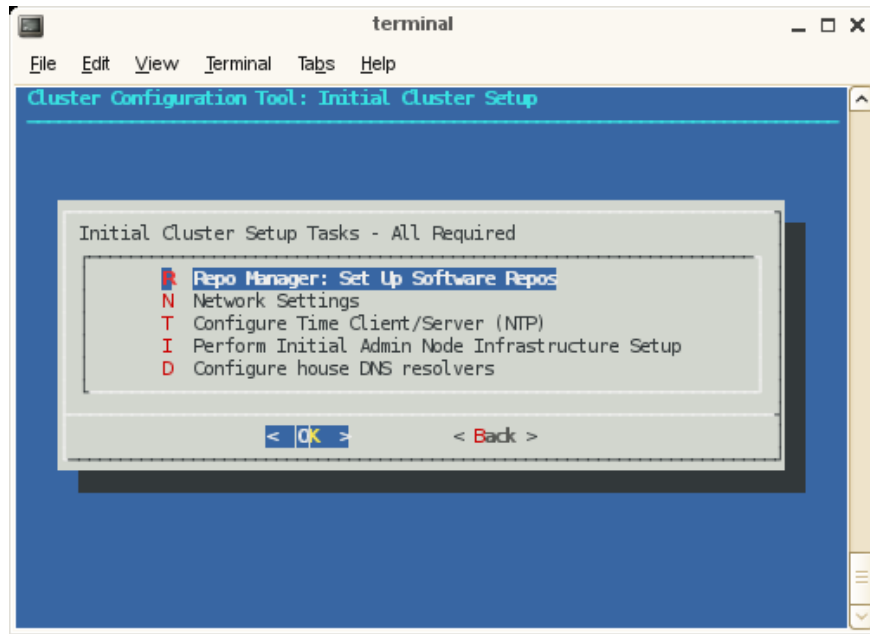 terminal
File Edit View Terminal Tabs Help
Cluster Configuration Tool: Initial Cluster Setup
Initial Cluster Setup Tasks - All Required
R Repo Manager: Set Up Software Repos
N Network Settings
T Configure Time Client/Server (NTP)
I Perform Initial Admin Node Infrastructure Setup
D Configure house DNS resolvers
< OK > < Back >